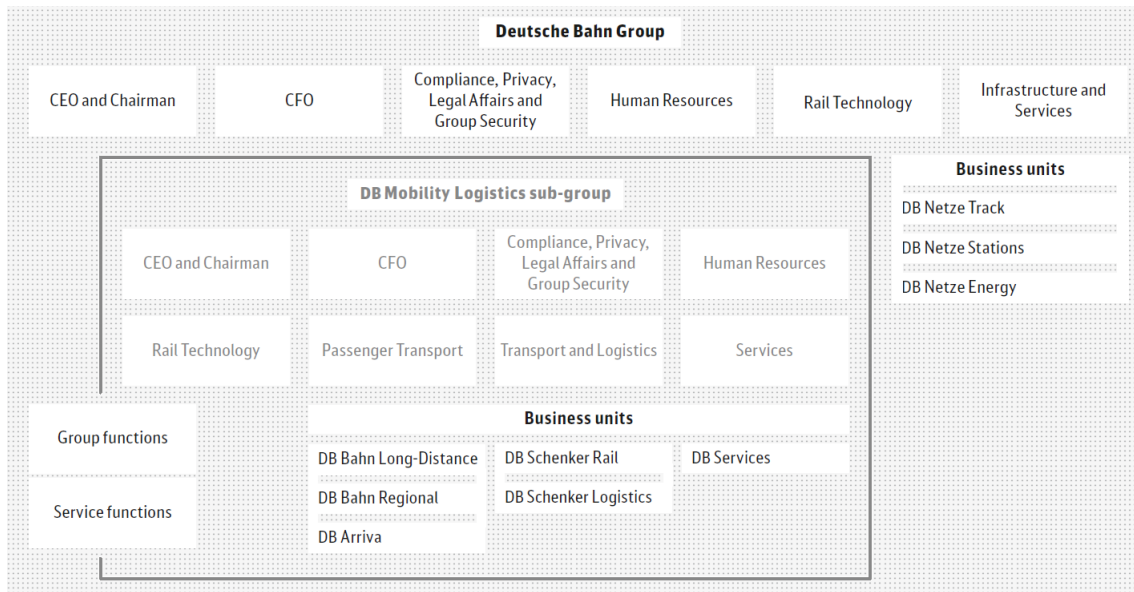 Deutsche Bahn Group
CEO and Chairman
CFO
Compliance, Privacy,
Legal Affairs and
Group Security
Human Resources
Rail Technology
Infrastructure and
Services
Business units
DB Netze Track
DB Netze Stations
DB Netze Energy
DB Mobility Logistics sub-group
CEO and Chairman
CFO
Compliance, Privacy,
Legal Affairs and
Group Security
Human Resources
Rail Technology
Passenger Transport
Transport and Logistics
Services
Group functions
Service functions
Business units
DB Bahn Long-Distance
DB Bahn Regional
DB Arriva
DB Schenker Rail
DB Schenker Logistics
DB Services